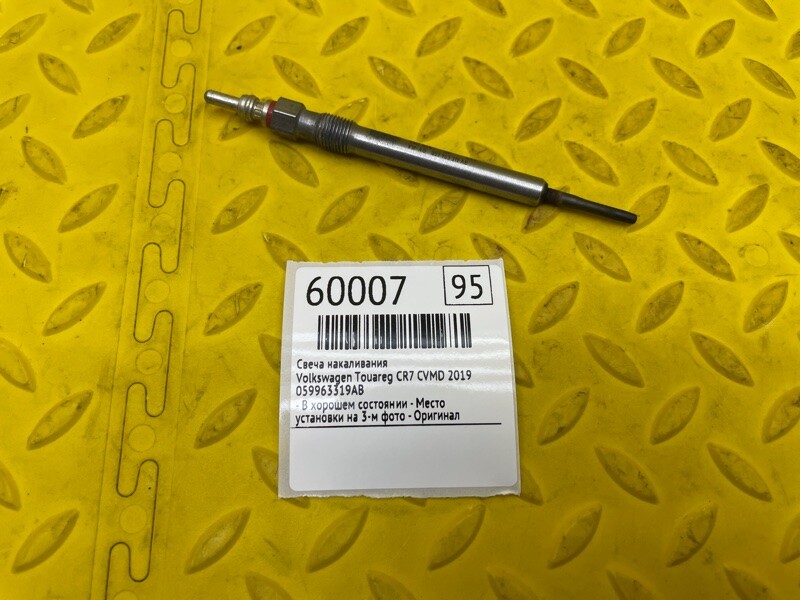 60007 95
Свеча накаливания
Volkswagen Touareg CR7 CVMD 2019
059963319AB
- В хорошем состоянии - Место
установки на 3-м фото - Оригинал